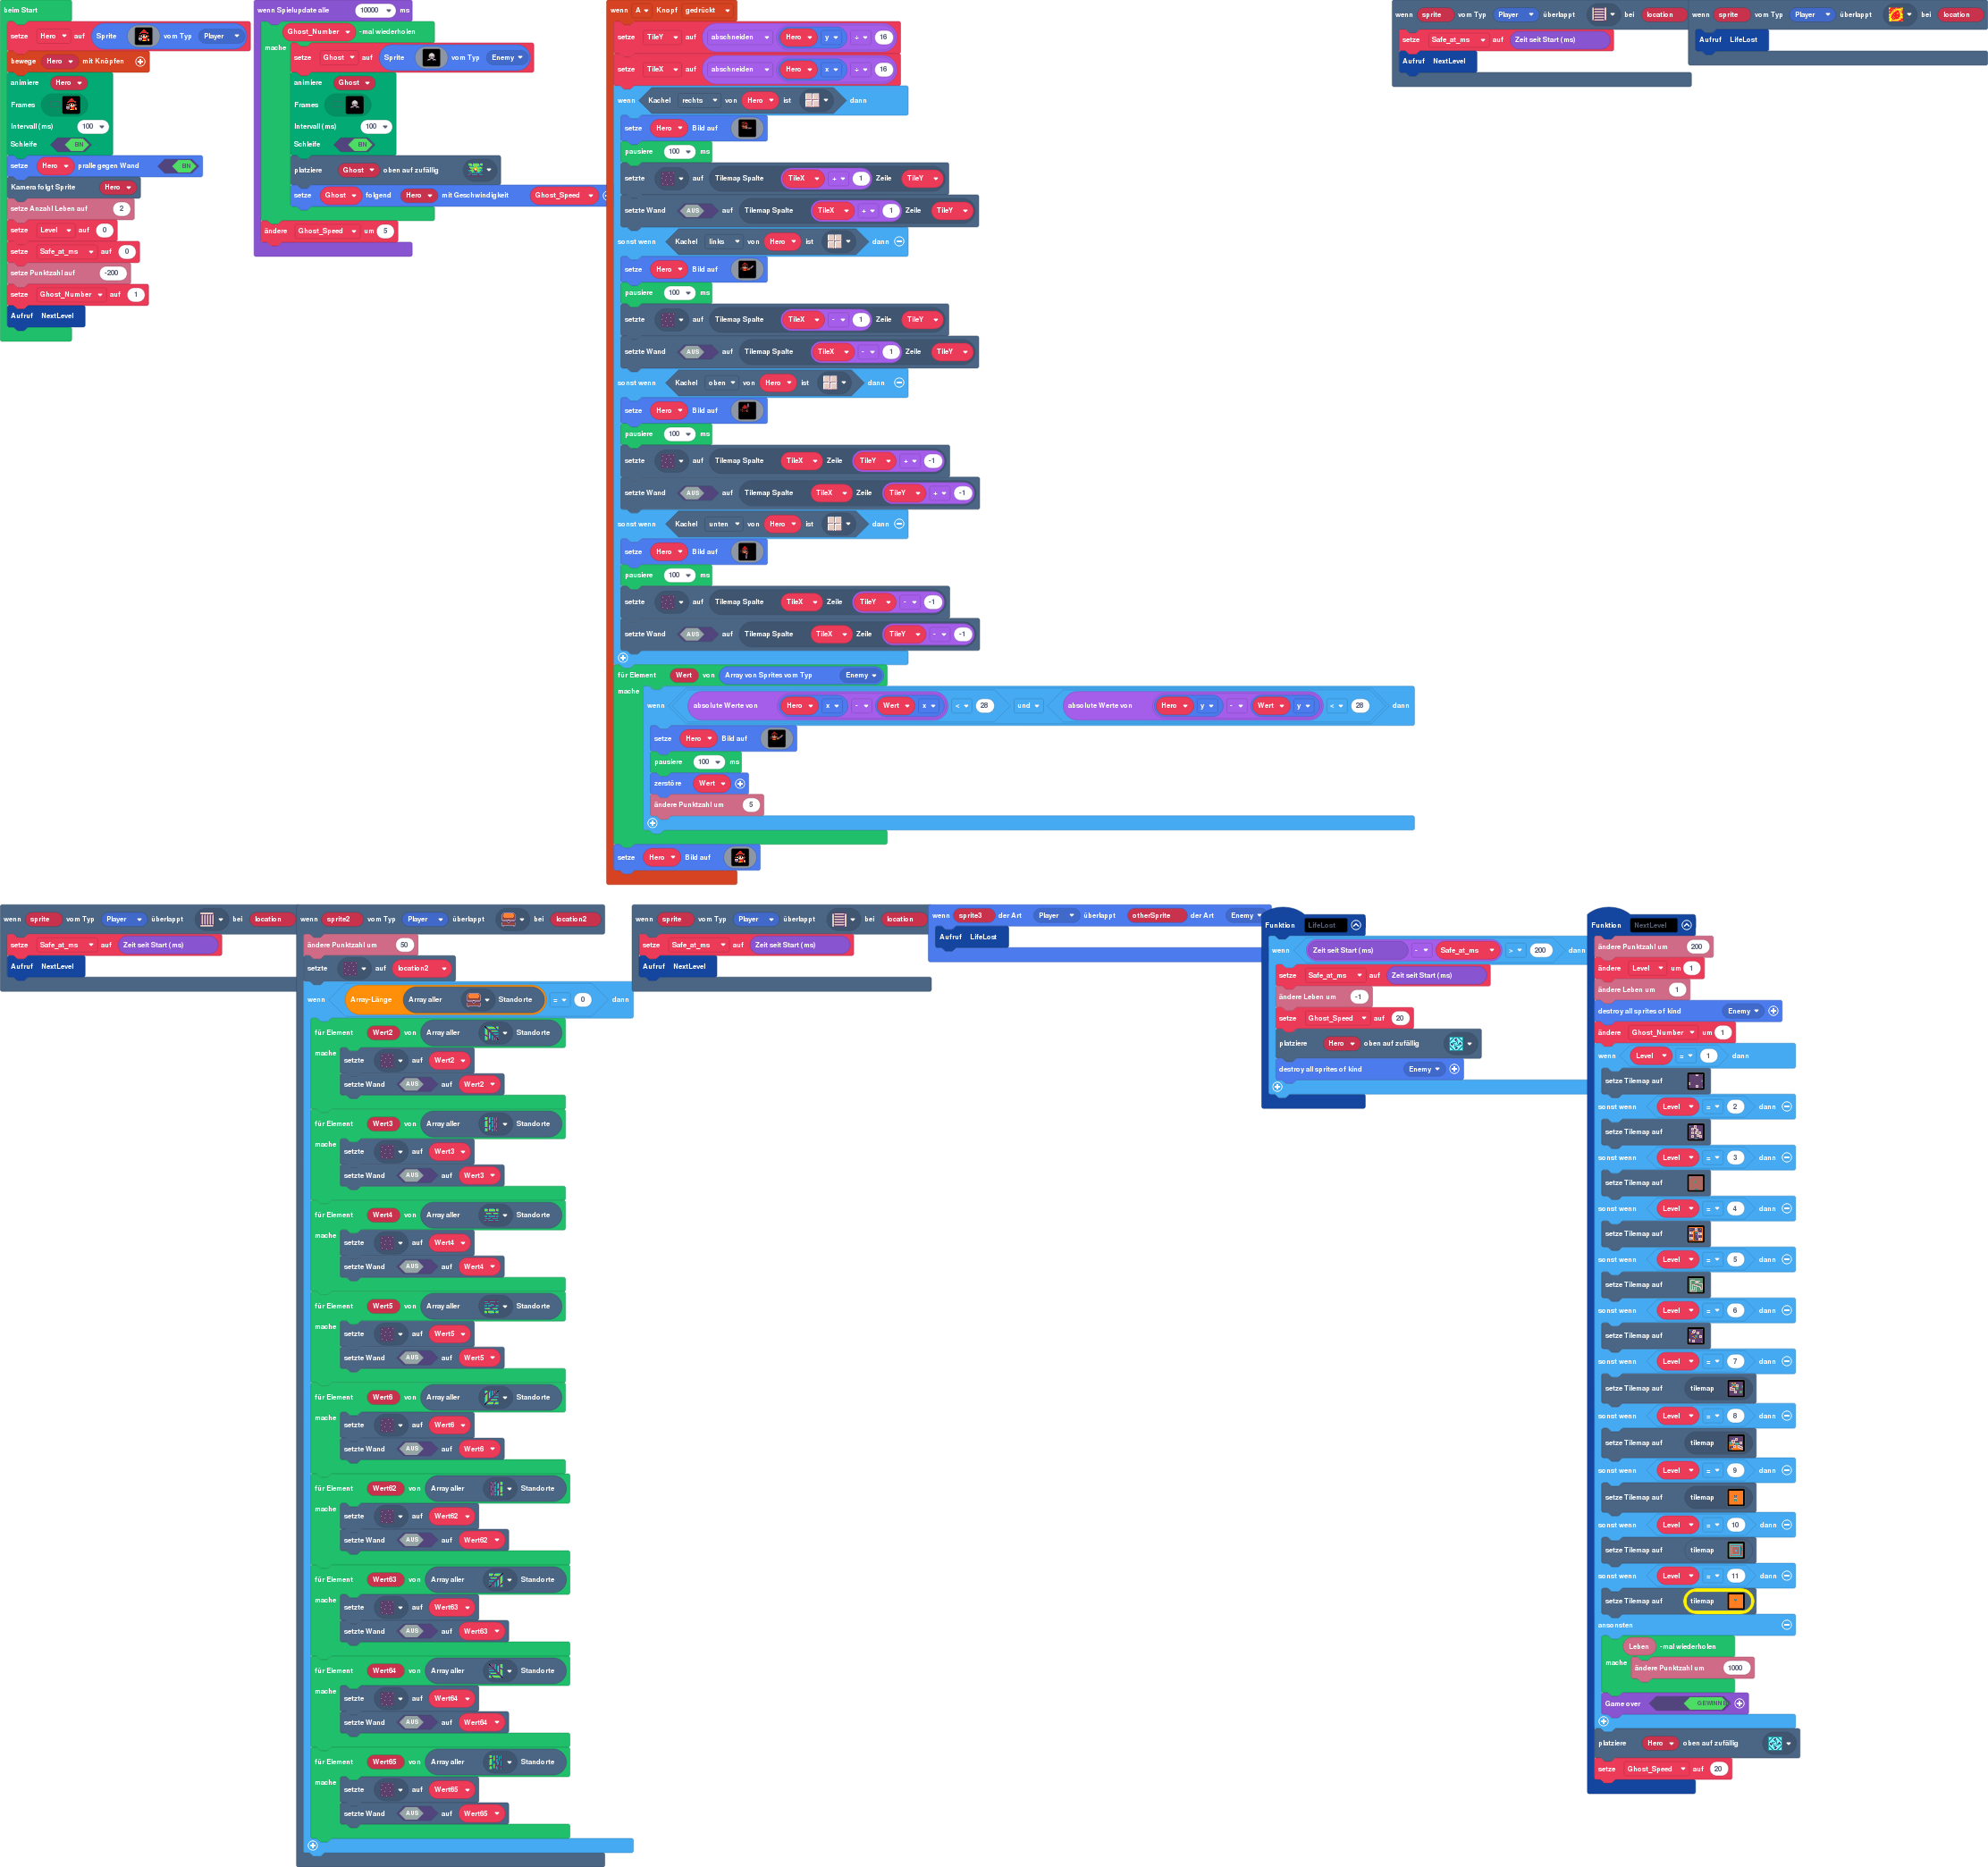 beim Start
setze Hero auf Sprite vom Typ Player
bewege Hero mit Knöpfen
animiere Hero
Frames
Intervall (ms) 100
Schleife BN
setze Hero pralle gegen Wand BN
Kamera folgt Sprite Hero
setze Anzahl Leben auf 2
setze Level auf 0
setze Safe_at_ms auf 0
setze Punktzahl auf -200
setze Ghost_Number auf 1
Aufruf NextLevel
wenn Spielupdate alle 10000 ms
Ghost_Number -mal wiederholen
mache
setze Ghost auf Sprite vom Typ Enemy
animiere Ghost
Frames
Intervall (ms) 100
Schleife BN
platziere Ghost oben auf zufällig
setze Ghost folgend Hero mit Geschwindigkeit Ghost_Speed
ändere Ghost_Speed um 5
wenn A Knopf gedrückt
setze TileY auf abschneiden Hero y ÷ 16
setze TileX auf abschneiden Hero x ÷ 16
wenn Kachel rechts von Hero ist dann
setze Hero Bild auf
pausiere 100 ms
setzte auf Tilemap Spalte TileX + 1 Zeile TileY
setzte Wand AUS auf Tilemap Spalte TileX + 1 Zeile TileY
sonst wenn Kachel links von Hero ist dann
setze Hero Bild auf
pausiere 100 ms
setzte auf Tilemap Spalte TileX - 1 Zeile TileY
setzte Wand AUS auf Tilemap Spalte TileX - 1 Zeile TileY
sonst wenn Kachel oben von Hero ist dann
setze Hero Bild auf
pausiere 100 ms
setzte auf Tilemap Spalte TileX Zeile TileY + -1
setzte Wand AUS auf Tilemap Spalte TileX Zeile TileY + -1
sonst wenn Kachel unten von Hero ist dann
setze Hero Bild auf
pausiere 100 ms
setzte auf Tilemap Spalte TileX Zeile TileY - -1
setzte Wand AUS auf Tilemap Spalte TileX Zeile TileY - -1
für Element Wert von Array von Sprites vom Typ Enemy
mache
wenn absolute Werte von Hero x - Wert x < 28 und absolute Werte von Hero y - Wert y < 28 dann
setze Hero Bild auf
pausiere 100 ms
zerstöre Wert
ändere Punktzahl um 5
setze Hero Bild auf
wenn sprite vom Typ Player überlappt bei location
setze Safe_at_ms auf Zeit seit Start (ms)
Aufruf NextLevel
wenn sprite vom Typ Player überlappt bei location
Aufruf LifeLost
wenn sprite vom Typ Player überlappt bei location
setze Safe_at_ms auf Zeit seit Start (ms)
Aufruf NextLevel
wenn sprite2 vom Typ Player überlappt bei location2
ändere Punktzahl um 50
setzte auf location2
wenn Array-Länge Array aller Standorte = 0 dann
für Element Wert2 von Array aller Standorte
mache
setzte auf Wert2
setzte Wand AUS auf Wert2
für Element Wert3 von Array aller Standorte
mache
setzte auf Wert3
setzte Wand AUS auf Wert3
für Element Wert4 von Array aller Standorte
mache
setzte auf Wert4
setzte Wand AUS auf Wert4
für Element Wert5 von Array aller Standorte
mache
setzte auf Wert5
setzte Wand AUS auf Wert5
für Element Wert6 von Array aller Standorte
mache
setzte auf Wert6
setzte Wand AUS auf Wert6
für Element Wert62 von Array aller Standorte
mache
setzte auf Wert62
setzte Wand AUS auf Wert62
für Element Wert63 von Array aller Standorte
mache
setzte auf Wert63
setzte Wand AUS auf Wert63
für Element Wert64 von Array aller Standorte
mache
setzte auf Wert64
setzte Wand AUS auf Wert64
für Element Wert65 von Array aller Standorte
mache
setzte auf Wert65
setzte Wand AUS auf Wert65
wenn sprite vom Typ Player überlappt bei location
setze Safe_at_ms auf Zeit seit Start (ms)
Aufruf NextLevel
wenn sprite3 der Art Player überlappt otherSprite der Art Enemy
Aufruf LifeLost
Funktion LifeLost
wenn Zeit seit Start (ms) - Safe_at_ms > 200 dann
setze Safe_at_ms auf Zeit seit Start (ms)
ändere Leben um -1
setze Ghost_Speed auf 20
platziere Hero oben auf zufällig
destroy all sprites of kind Enemy
Funktion NextLevel
ändere Punktzahl um 200
ändere Level um 1
ändere Leben um 1
destroy all sprites of kind Enemy
ändere Ghost_Number um 1
wenn Level = 1 dann
setze Tilemap auf
sonst wenn Level = 2 dann
setze Tilemap auf
sonst wenn Level = 3 dann
setze Tilemap auf
sonst wenn Level = 4 dann
setze Tilemap auf
sonst wenn Level = 5 dann
setze Tilemap auf
sonst wenn Level = 6 dann
setze Tilemap auf
sonst wenn Level = 7 dann
setze Tilemap auf tilemap
sonst wenn Level = 8 dann
setze Tilemap auf tilemap
sonst wenn Level = 9 dann
setze Tilemap auf tilemap
sonst wenn Level = 10 dann
setze Tilemap auf tilemap
sonst wenn Level = 11 dann
setze Tilemap auf tilemap
ansonsten
Leben -mal wiederholen
mache
ändere Punktzahl um 1000
Game over GEWINN
platziere Hero oben auf zufällig
setze Ghost_Speed auf 20